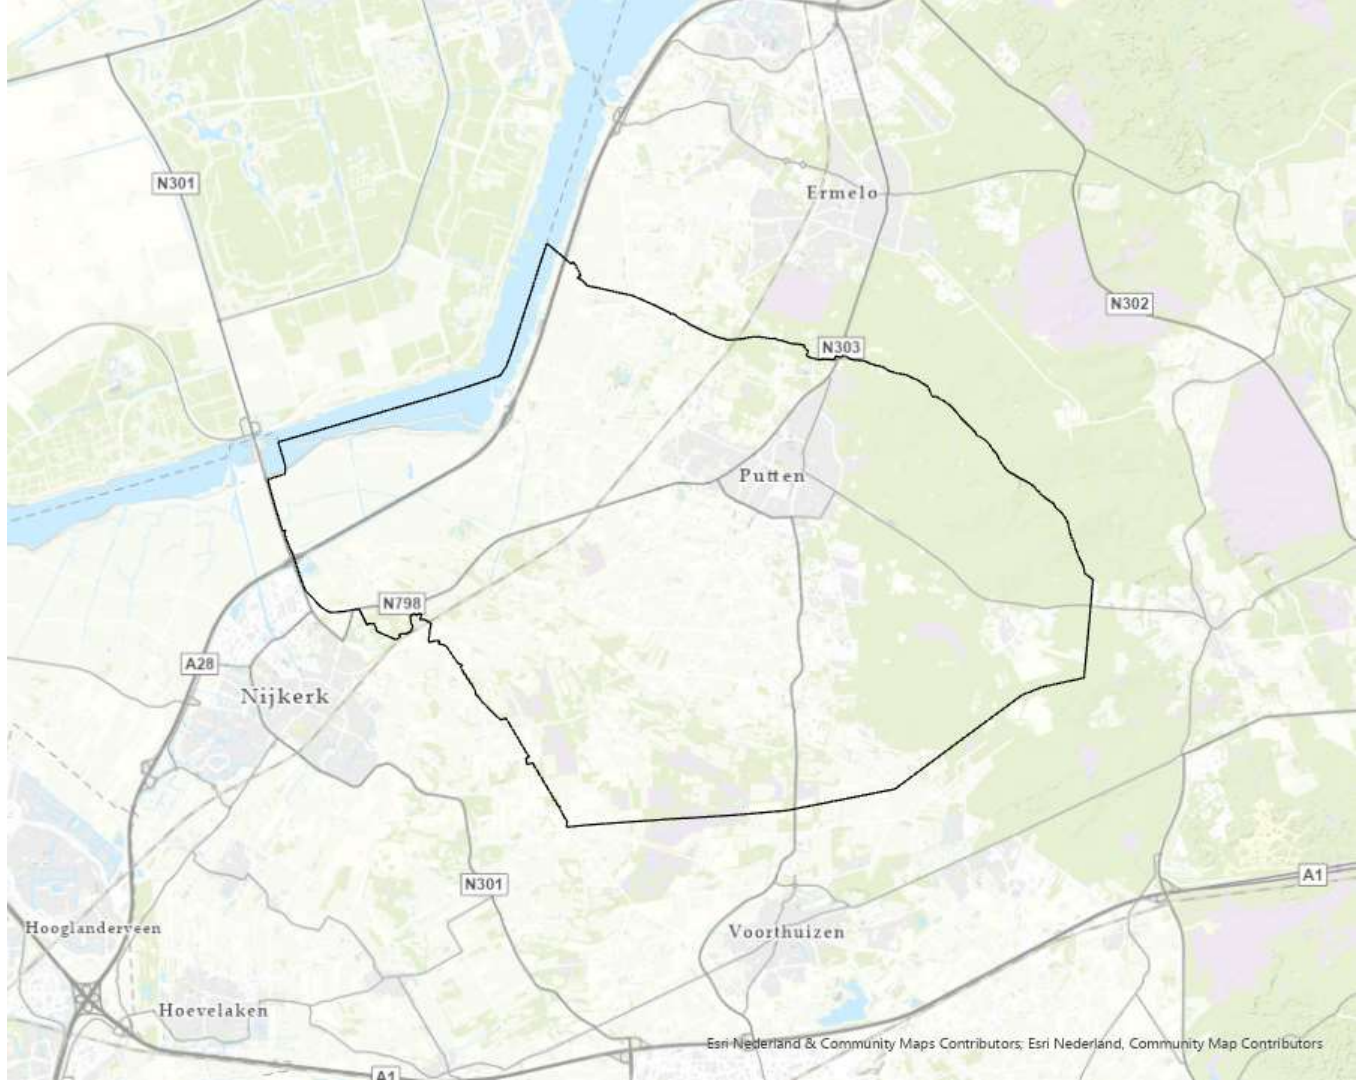 N301
Ermelo
N302
N303
Putten
N798
A28
Nijkerk
N301
A1
Hooglanderveen
Voorthuizen
Hoevelaken
Esri Nederland & Community Maps Contributors; Esri Nederland, Community Map Contributors
A1